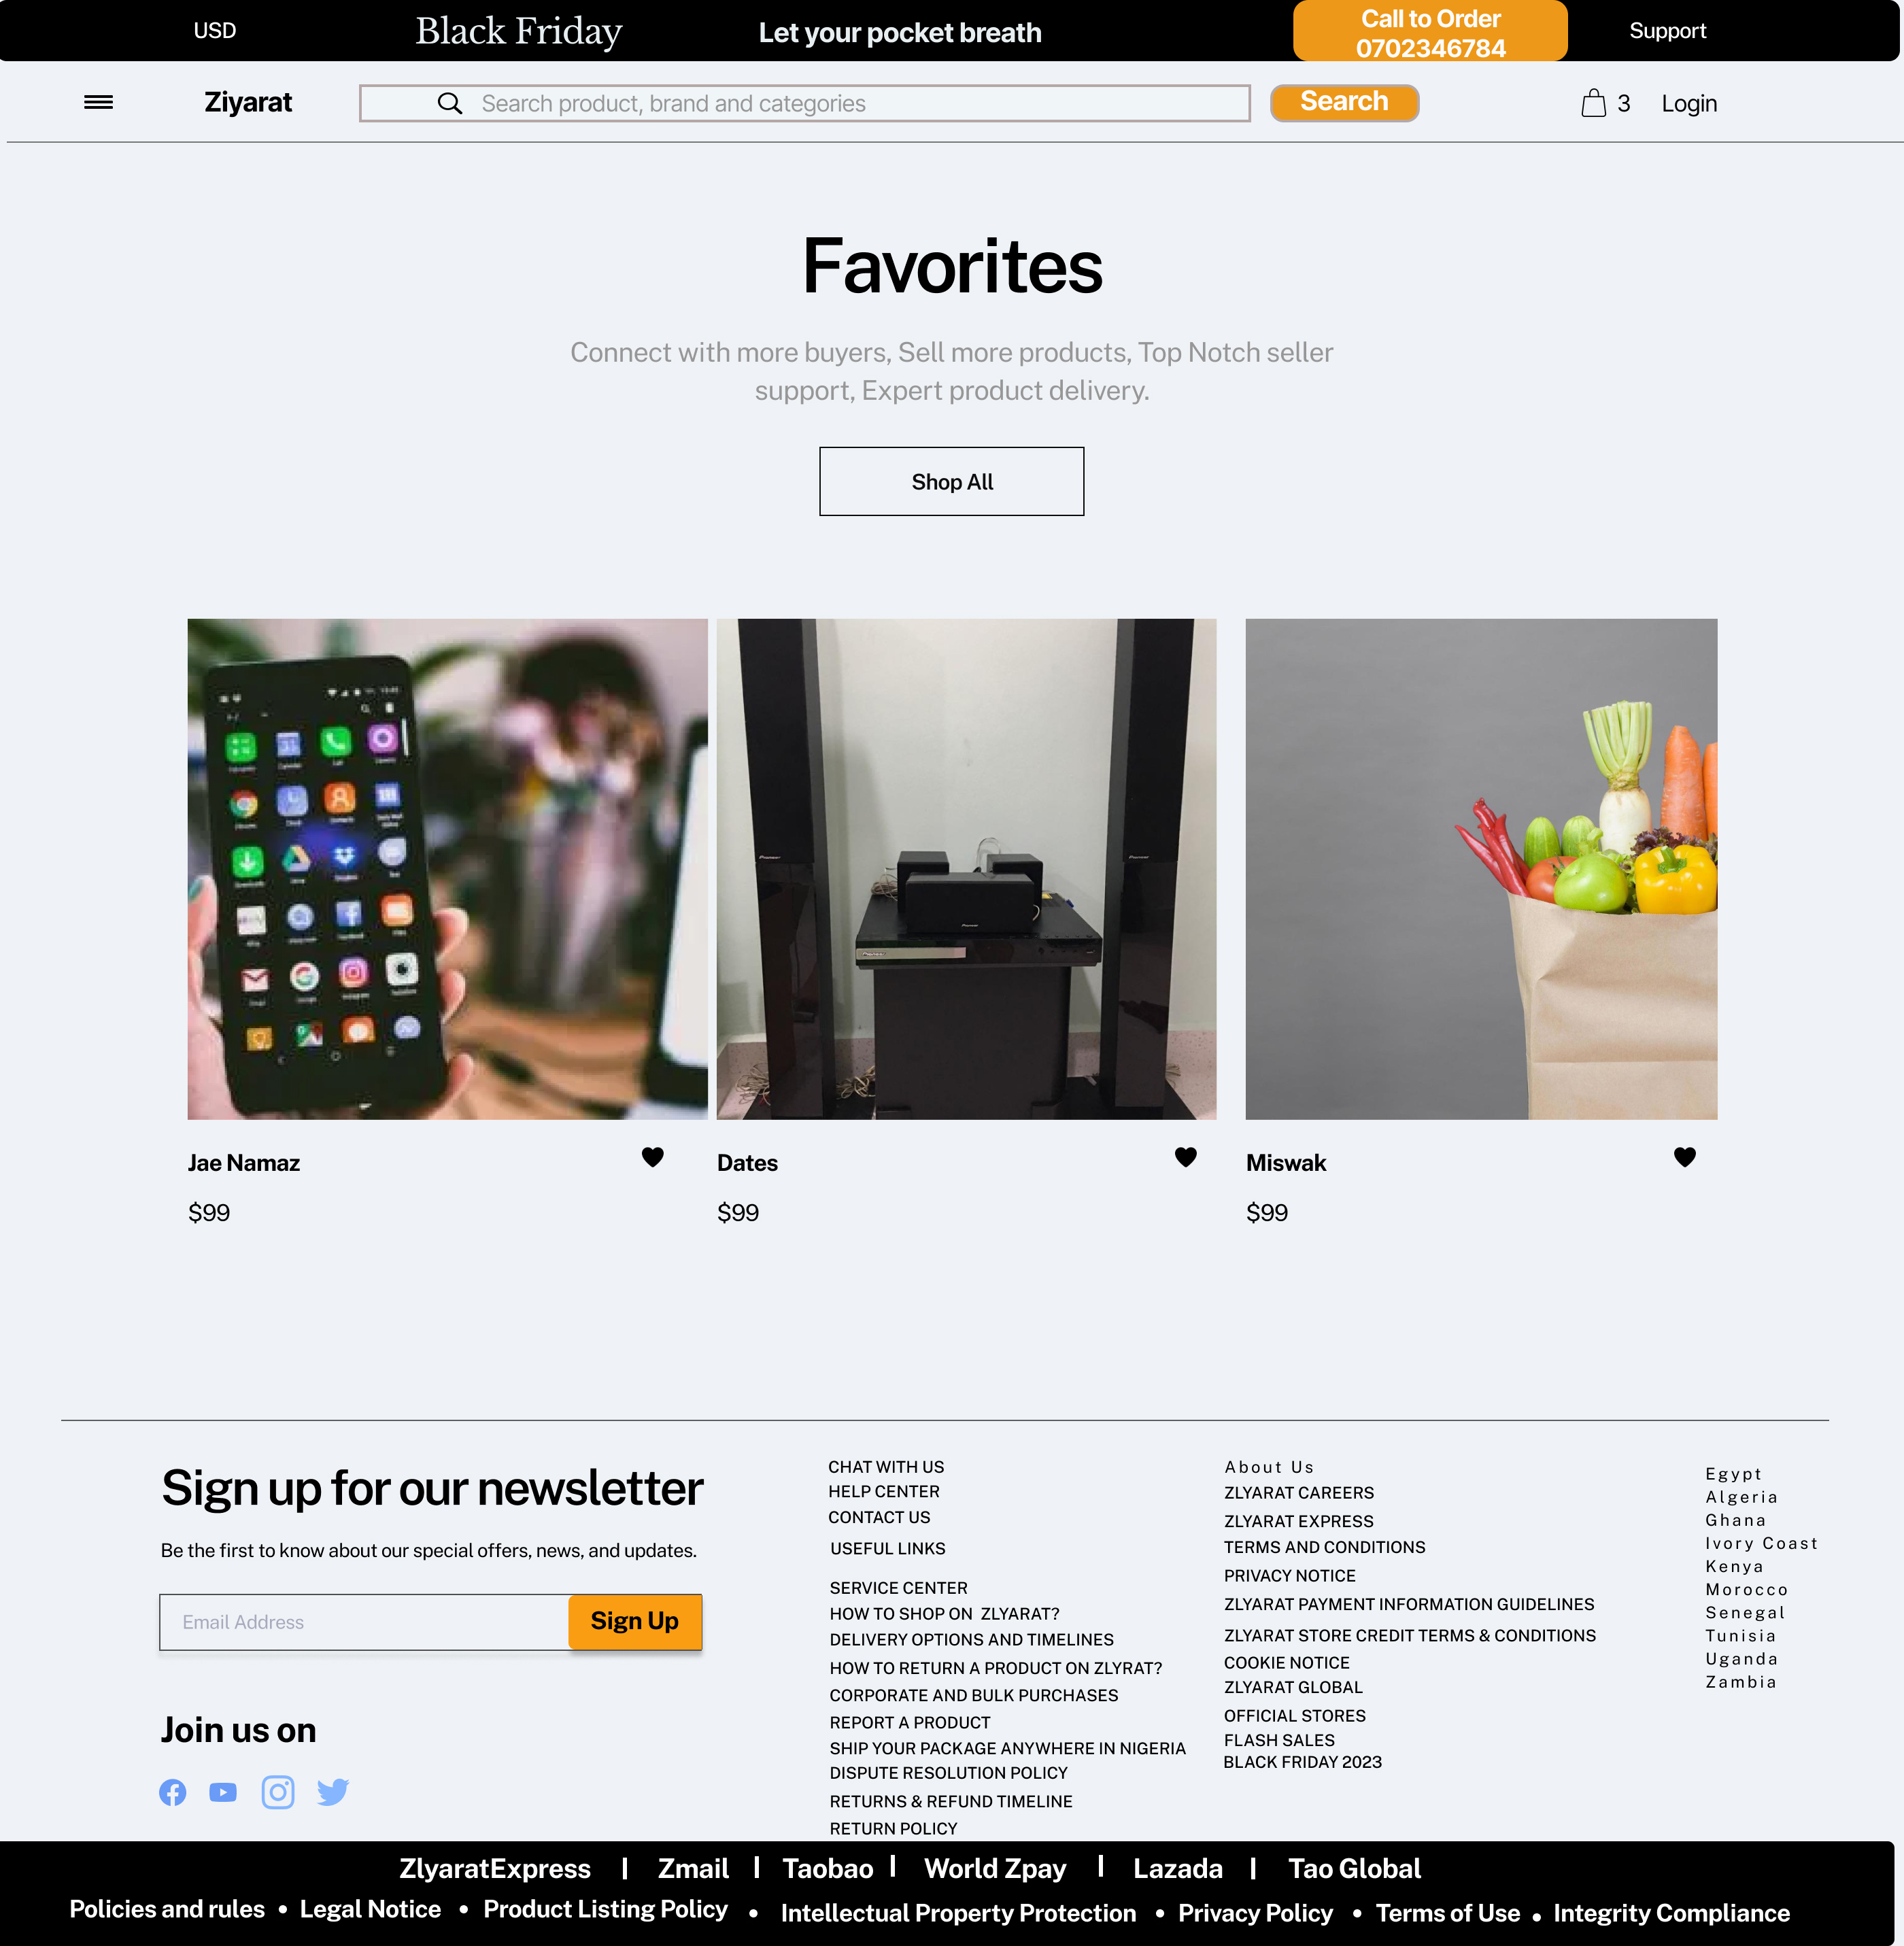 USD
Black Friday
Let your pocket breath
Call to Order
0702346784
Support
Ziyarat
Search product, brand and categories
Search
3
Login
Favorites
Connect with more buyers, Sell more products, Top Notch seller
support, Expert product delivery.
Shop All
Pioneer
Pioneer
Pioneer
Pioneer
Jae Namaz
$99
Dates
$99
Miswak
$99
Sign up for our newsletter
Be the first to know about our special offers, news, and updates.
Email Address
Sign Up
Join us on
CHAT WITH US
HELP CENTER
CONTACT US
USEFUL LINKS
SERVICE CENTER
HOW TO SHOP ON ZLYARAT?
DELIVERY OPTIONS AND TIMELINES
HOW TO RETURN A PRODUCT ON ZLYRAT?
CORPORATE AND BULK PURCHASES
REPORT A PRODUCT
SHIP YOUR PACKAGE ANYWHERE IN NIGERIA
DISPUTE RESOLUTION POLICY
RETURNS & REFUND TIMELINE
RETURN POLICY
About Us
ZLYARAT CAREERS
ZLYARAT EXPRESS
TERMS AND CONDITIONS
PRIVACY NOTICE
ZLYARAT PAYMENT INFORMATION GUIDELINES
ZLYARAT STORE CREDIT TERMS & CONDITIONS
COOKIE NOTICE
ZLYARAT GLOBAL
OFFICIAL STORES
FLASH SALES
BLACK FRIDAY 2023
Egypt
Algeria
Ghana
Ivory Coast
Kenya
Morocco
Senegal
Tunisia
Uganda
Zambia
ZlyaratExpress | Zmail | Taobao | World Zpay | Lazada | Tao Global
Policies and rules • Legal Notice • Product Listing Policy • Intellectual Property Protection • Privacy Policy • Terms of Use • Integrity Compliance